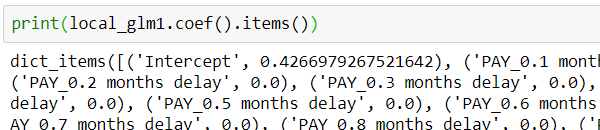 print(local_glm1.coef().items())
dict_items([('Intercept', 0.4266979267521642), ('PAY_0.1 mont
('PAY_0.2 months delay', 0.0), ('PAY_0.3 months delay', 0.0),
delay', 0.0), ('PAY_0.5 months delay', 0.0), ('PAY_0.6 months
AY_0.7 months delay', 0.0), ('PAY_0.8 months delay', 0.0), ('